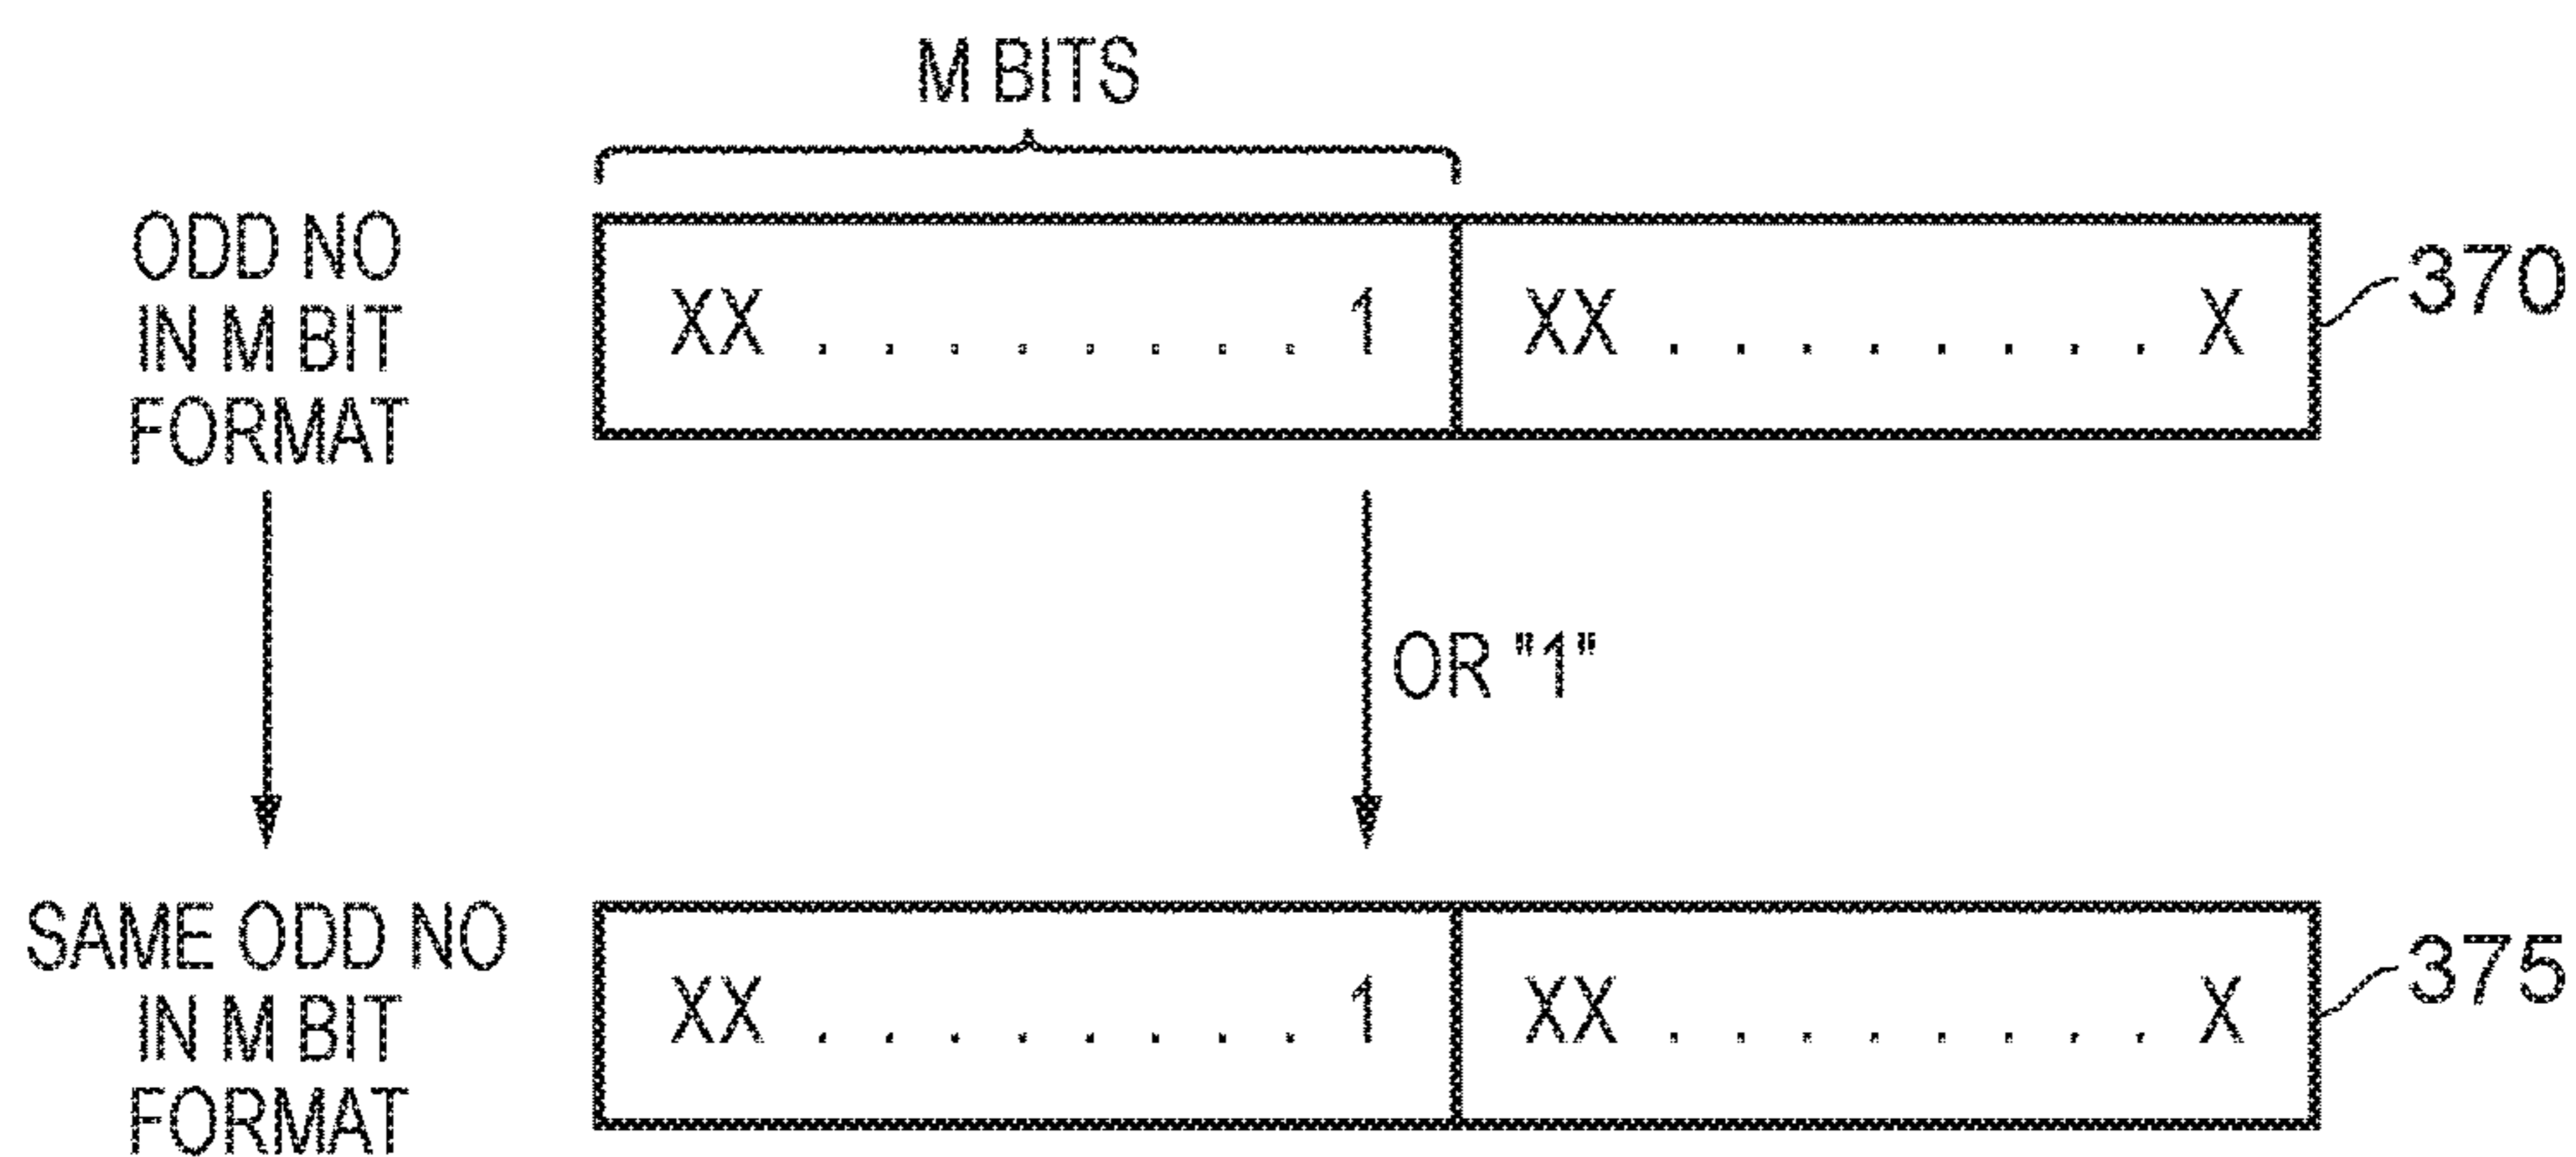 M BITS
ODD NO
IN M BIT
FORMAT
XX . . . . . . . . 1
XX . . . . . . . . X
370
OR "1"
SAME ODD NO
IN M BIT
FORMAT
XX . . . . . . . . 1
XX . . . . . . . . X
375